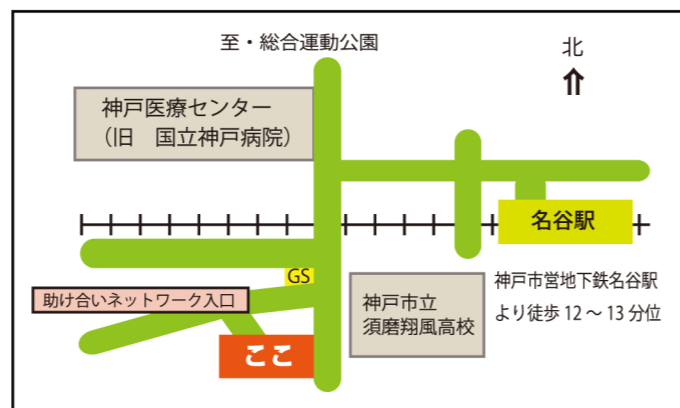 至・総合運動公園
北
⇑
神戸医療センター
（旧　国立神戸病院）
名谷駅
GS
助け合いネットワーク入口
神戸市立
須磨翔風高校
神戸市営地下鉄名谷駅
より徒歩 12 ～ 13 分位
ここ